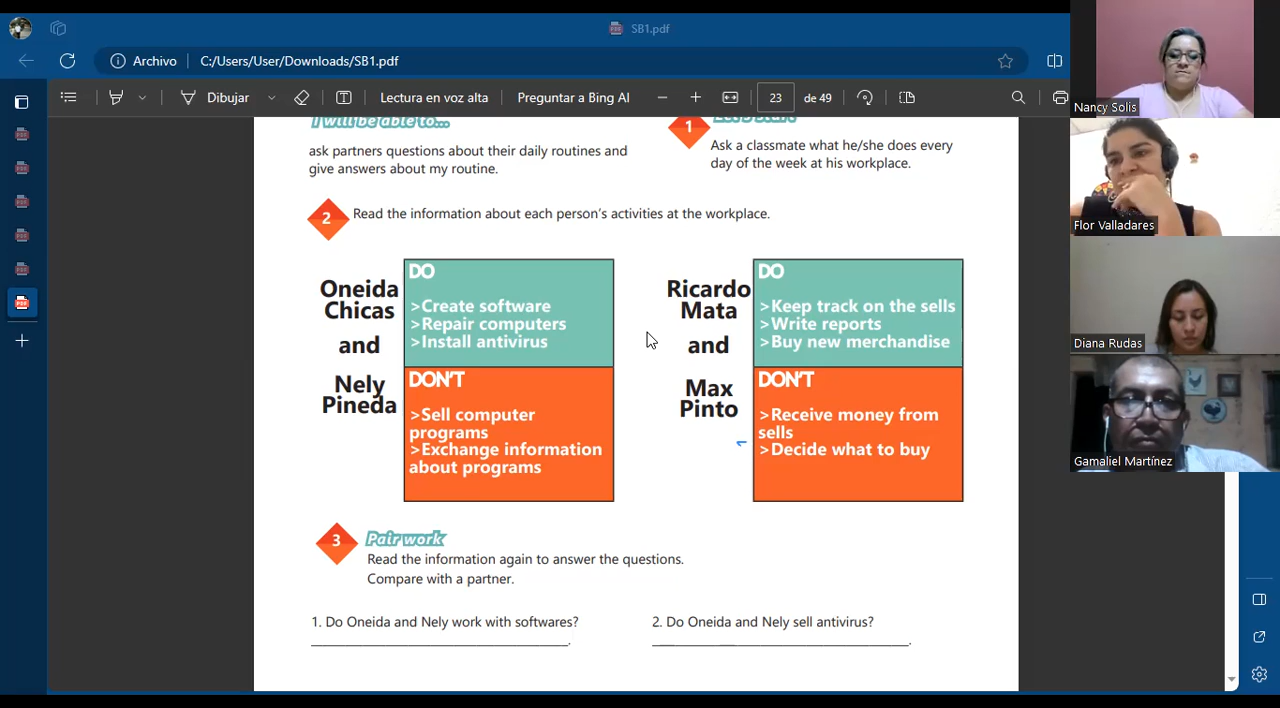 SB1.pdf
Archivo C:/Users/User/Downloads/SB1.pdf
Dibujar Lectura en voz alta Preguntar a Bing AI 23 de 49
I will be able to...
ask partners questions about their daily routines and
give answers about my routine.
1 Let's start
Ask a classmate what he/she does every
day of the week at his workplace.
2 Read the information about each person's activities at the workplace.
Oneida
Chicas
and
Nely
Pineda
DO
>Create software
>Repair computers
>Install antivirus
DON'T
>Sell computer
programs
>Exchange information
about programs
Ricardo
Mata
and
Max
Pinto
DO
>Keep track on the sells
>Write reports
>Buy new merchandise
DON'T
>Receive money from
sells
>Decide what to buy
3 Pair work
Read the information again to answer the questions.
Compare with a partner.
1. Do Oneida and Nely work with softwares?
2. Do Oneida and Nely sell antivirus?
Nancy Solis
Flor Valladares
Diana Rudas
Gamaliel Martínez